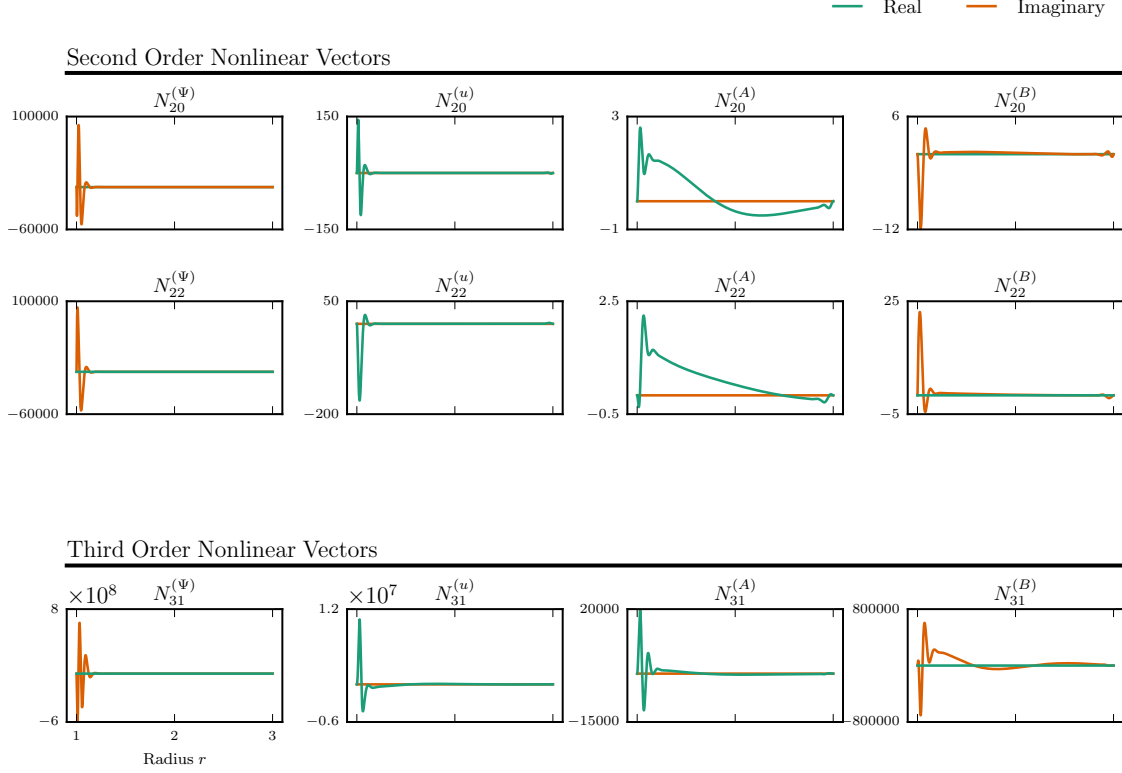 Real Imaginary
Second Order Nonlinear Vectors
N_{20}^{(Ψ)} N_{20}^{(u)} N_{20}^{(A)} N_{20}^{(B)}
100000 150 3 6
−60000 −150 −1 −12
N_{22}^{(Ψ)} N_{22}^{(u)} N_{22}^{(A)} N_{22}^{(B)}
100000 50 2.5 25
−60000 −200 −0.5 −5
Third Order Nonlinear Vectors
×10^8 N_{31}^{(Ψ)} ×10^7 N_{31}^{(u)} N_{31}^{(A)} N_{31}^{(B)}
8 1.2 20000 800000
−6 −0.6 −15000 −800000
1 2 3
Radius r